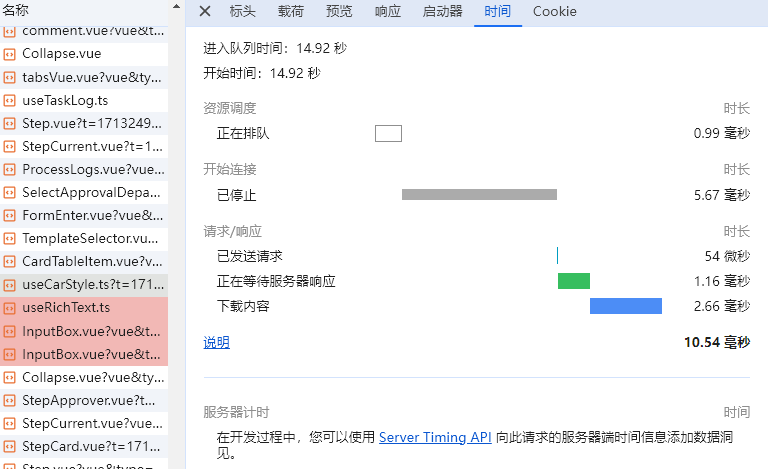 名称
标头 载荷 预览 响应 启动器 时间 Cookie
comment.vue?vue&t...
Collapse.vue
tabsVue.vue?vue&ty...
useTaskLog.ts
Step.vue?t=1713249...
StepCurrent.vue?t=1...
ProcessLogs.vue?vue...
SelectApprovalDepa...
FormEnter.vue?vue&...
TemplateSelector.vu...
CardTableItem.vue?v...
useCarStyle.ts?t=171...
useRichText.ts
InputBox.vue?vue&t...
InputBox.vue?vue&t...
Collapse.vue?vue&ty...
StepApprover.vue?t...
StepCurrent.vue?vue...
StepCard.vue?t=171...
Step.vue?vue&type=...
进入队列时间：14.92 秒
开始时间：14.92 秒
资源调度 时长
正在排队 0.99 毫秒
开始连接 时长
已停止 5.67 毫秒
请求/响应 时长
已发送请求 54 微秒
正在等待服务器响应 1.16 毫秒
下载内容 2.66 毫秒
说明 10.54 毫秒
服务器计时 时间
在开发过程中，您可以使用 Server Timing API 向此请求的服务器端时间信息添加数据洞
见。